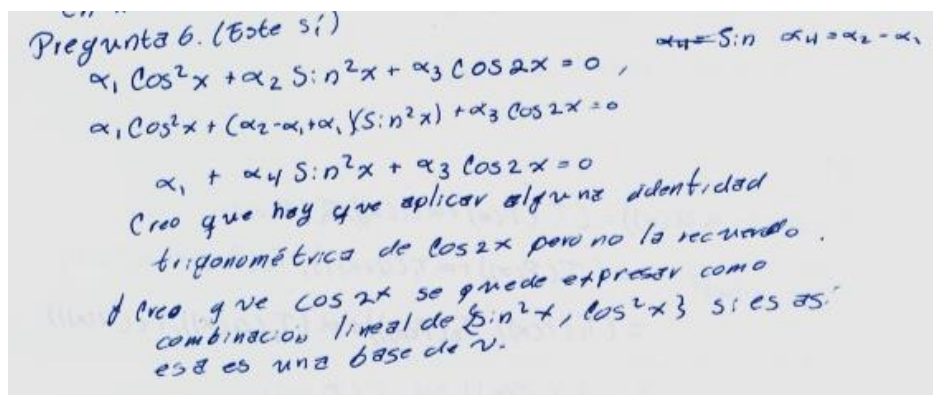 Pregunta 6. (Este sí)
α₄ = Sin α₄ = α₂ - α₁
α₁ Cos²x + α₂ Sin²x + α₃ Cos 2x = 0,
α₁ Cos²x + (α₂-α₁+α₁)(Sin²x) + α₃ Cos 2x = 0
α₁ + α₄ Sin²x + α₃ Cos 2x = 0
Creo que hay que aplicar alguna identidad
trigonométrica de Cos 2x pero no la recuerdo.
Creo que cos 2x se puede expresar como
combinación lineal de {Sin²x, Cos²x} si es así
esa es una base de V.